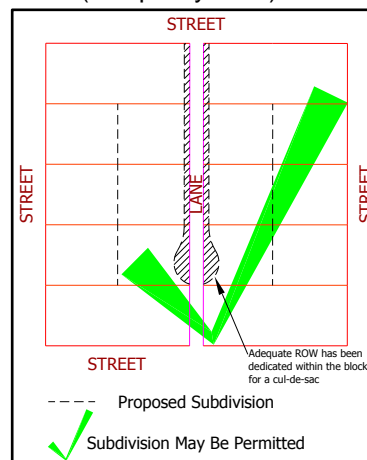 STREET
STREET
LANE
STREET
STREET
Adequate ROW has been
dedicated within the block
for a cul-de-sac
Proposed Subdivision
Subdivision May Be Permitted